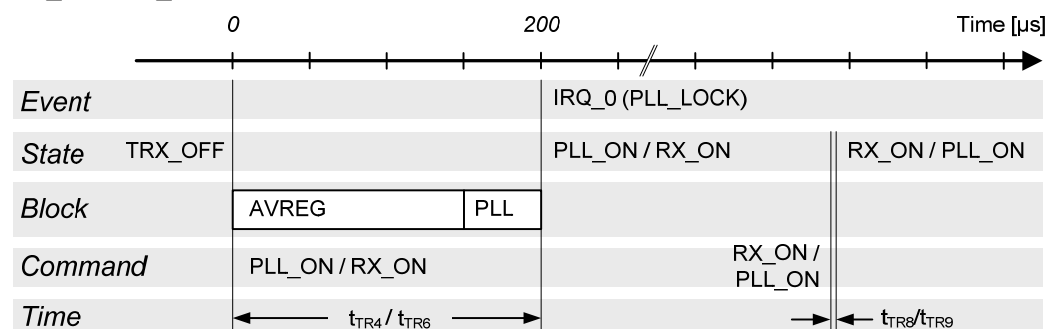 0 200 Time [µs]
Event IRQ_0 (PLL_LOCK)
State TRX_OFF PLL_ON / RX_ON RX_ON / PLL_ON
Block AVREG PLL
Command PLL_ON / RX_ON RX_ON /
PLL_ON
Time tTR4 / tTR6 tTR8/tTR9